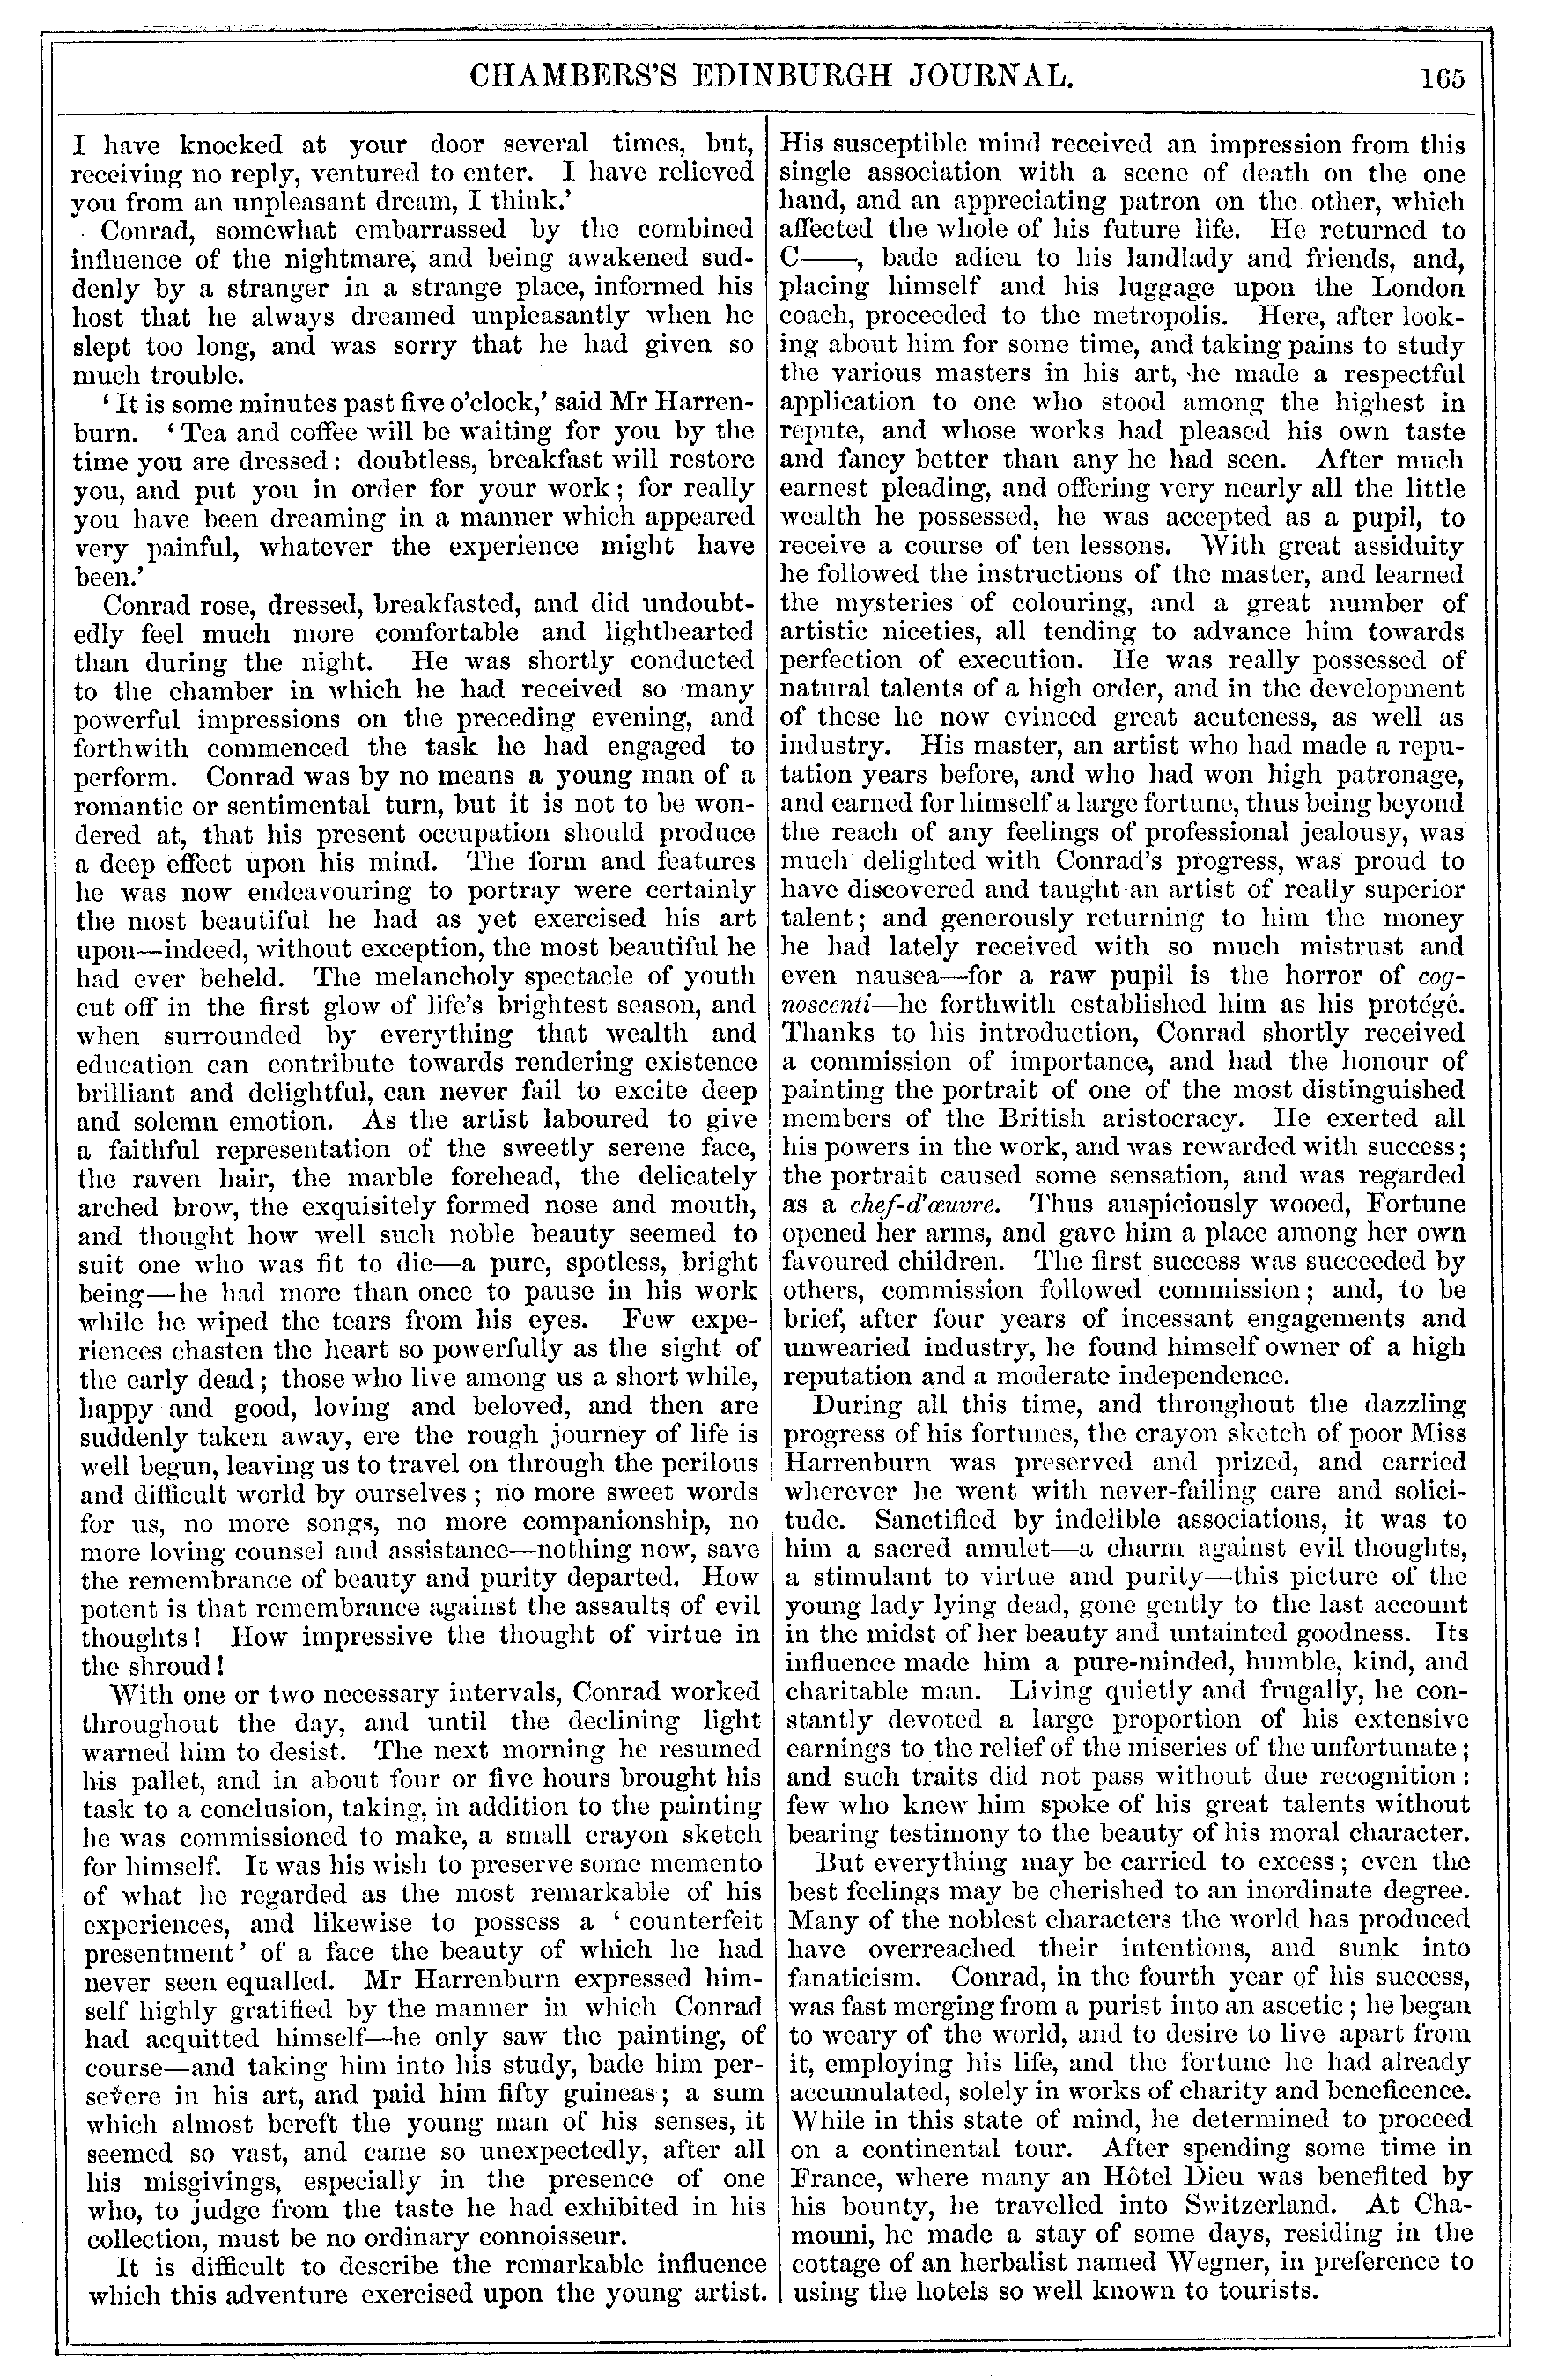 CHAMBERS'S EDINBURGH JOURNAL.
165
I have knocked at your door several times, but,
receiving no reply, ventured to enter. I have relieved
you from an unpleasant dream, I think.'
Conrad, somewhat embarrassed by the combined
influence of the nightmare, and being awakened sud-
denly by a stranger in a strange place, informed his
host that he always dreamed unpleasantly when he
slept too long, and was sorry that he had given so
much trouble.
'It is some minutes past five o'clock,' said Mr Harren-
burn. 'Tea and coffee will be waiting for you by the
time you are dressed: doubtless, breakfast will restore
you, and put you in order for your work; for really
you have been dreaming in a manner which appeared
very painful, whatever the experience might have
been.'
Conrad rose, dressed, breakfasted, and did undoubt-
edly feel much more comfortable and lighthearted
than during the night. He was shortly conducted
to the chamber in which he had received so many
powerful impressions on the preceding evening, and
forthwith commenced the task he had engaged to
perform. Conrad was by no means a young man of a
romantic or sentimental turn, but it is not to be won-
dered at, that his present occupation should produce
a deep effect upon his mind. The form and features
he was now endeavouring to portray were certainly
the most beautiful he had as yet exercised his art
upon—indeed, without exception, the most beautiful he
had ever beheld. The melancholy spectacle of youth
cut off in the first glow of life's brightest season, and
when surrounded by everything that wealth and
education can contribute towards rendering existence
brilliant and delightful, can never fail to excite deep
and solemn emotion. As the artist laboured to give
a faithful representation of the sweetly serene face,
the raven hair, the marble forehead, the delicately
arched brow, the exquisitely formed nose and mouth,
and thought how well such noble beauty seemed to
suit one who was fit to die—a pure, spotless, bright
being—he had more than once to pause in his work
while he wiped the tears from his eyes. Few expe-
riences chasten the heart so powerfully as the sight of
the early dead; those who live among us a short while,
happy and good, loving and beloved, and then are
suddenly taken away, ere the rough journey of life is
well begun, leaving us to travel on through the perilous
and difficult world by ourselves; no more sweet words
for us, no more songs, no more companionship, no
more loving counsel and assistance—nothing now, save
the remembrance of beauty and purity departed. How
potent is that remembrance against the assaults of evil
thoughts! How impressive the thought of virtue in
the shroud!
With one or two necessary intervals, Conrad worked
throughout the day, and until the declining light
warned him to desist. The next morning he resumed
his pallet, and in about four or five hours brought his
task to a conclusion, taking, in addition to the painting
he was commissioned to make, a small crayon sketch
for himself. It was his wish to preserve some memento
of what he regarded as the most remarkable of his
experiences, and likewise to possess a 'counterfeit
presentment' of a face the beauty of which he had
never seen equalled. Mr Harrenburn expressed him-
self highly gratified by the manner in which Conrad
had acquitted himself—he only saw the painting, of
course—and taking him into his study, bade him per-
severe in his art, and paid him fifty guineas; a sum
which almost bereft the young man of his senses, it
seemed so vast, and came so unexpectedly, after all
his misgivings, especially in the presence of one
who, to judge from the taste he had exhibited in his
collection, must be no ordinary connoisseur.
It is difficult to describe the remarkable influence
which this adventure exercised upon the young artist.
His susceptible mind received an impression from this
single association with a scene of death on the one
hand, and an appreciating patron on the other, which
affected the whole of his future life. He returned to
C——, bade adieu to his landlady and friends, and,
placing himself and his luggage upon the London
coach, proceeded to the metropolis. Here, after look-
ing about him for some time, and taking pains to study
the various masters in his art, he made a respectful
application to one who stood among the highest in
repute, and whose works had pleased his own taste
and fancy better than any he had seen. After much
earnest pleading, and offering very nearly all the little
wealth he possessed, he was accepted as a pupil, to
receive a course of ten lessons. With great assiduity
he followed the instructions of the master, and learned
the mysteries of colouring, and a great number of
artistic niceties, all tending to advance him towards
perfection of execution. He was really possessed of
natural talents of a high order, and in the development
of these he now evinced great acuteness, as well as
industry. His master, an artist who had made a repu-
tation years before, and who had won high patronage,
and earned for himself a large fortune, thus being beyond
the reach of any feelings of professional jealousy, was
much delighted with Conrad's progress, was proud to
have discovered and taught an artist of really superior
talent; and generously returning to him the money
he had lately received with so much mistrust and
even nausea—for a raw pupil is the horror of cog-
noscenti—he forthwith established him as his protégé.
Thanks to his introduction, Conrad shortly received
a commission of importance, and had the honour of
painting the portrait of one of the most distinguished
members of the British aristocracy. He exerted all
his powers in the work, and was rewarded with success;
the portrait caused some sensation, and was regarded
as a chef-d'œuvre. Thus auspiciously wooed, Fortune
opened her arms, and gave him a place among her own
favoured children. The first success was succeeded by
others, commission followed commission; and, to be
brief, after four years of incessant engagements and
unwearied industry, he found himself owner of a high
reputation and a moderate independence.
During all this time, and throughout the dazzling
progress of his fortunes, the crayon sketch of poor Miss
Harrenburn was preserved and prized, and carried
wherever he went with never-failing care and solici-
tude. Sanctified by indelible associations, it was to
him a sacred amulet—a charm against evil thoughts,
a stimulant to virtue and purity—this picture of the
young lady lying dead, gone gently to the last account
in the midst of her beauty and untainted goodness. Its
influence made him a pure-minded, humble, kind, and
charitable man. Living quietly and frugally, he con-
stantly devoted a large proportion of his extensive
earnings to the relief of the miseries of the unfortunate;
and such traits did not pass without due recognition:
few who knew him spoke of his great talents without
bearing testimony to the beauty of his moral character.
But everything may be carried to excess; even the
best feelings may be cherished to an inordinate degree.
Many of the noblest characters the world has produced
have overreached their intentions, and sunk into
fanaticism. Conrad, in the fourth year of his success,
was fast merging from a purist into an ascetic; he began
to weary of the world, and to desire to live apart from
it, employing his life, and the fortune he had already
accumulated, solely in works of charity and beneficence.
While in this state of mind, he determined to proceed
on a continental tour. After spending some time in
France, where many an Hôtel Dieu was benefited by
his bounty, he travelled into Switzerland. At Cha-
mouni, he made a stay of some days, residing in the
cottage of an herbalist named Wegner, in preference to
using the hotels so well known to tourists.